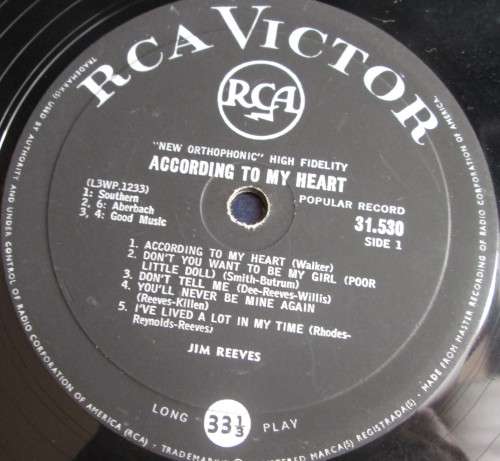 RCA VICTOR
RCA
"NEW ORTHOPHONIC" HIGH FIDELITY
ACCORDING TO MY HEART
(L3WP.1233)
1: Southern
2, 6: Aberbach
3, 4: Good Music
POPULAR RECORD
31.530
SIDE 1
1. ACCORDING TO MY HEART (Walker)
2. DON'T YOU WANT TO BE MY GIRL (POOR
LITTLE DOLL) (Smith-Butrum)
3. DON'T TELL ME (Dee-Reeves-Willis)
4. YOU'LL NEVER BE MINE AGAIN
(Reeves-Killen)
5. I'VE LIVED A LOT IN MY TIME (Rhodes-
Reynolds-Reeves)
JIM REEVES
LONG 33⅓ PLAY
TRADEMARK(S) USED BY AUTHORITY AND UNDER CONTROL OF RADIO CORPORATION OF AMERICA (RCA) - TRADEMARK(S) REGISTERED - MARCA(S) REGISTRADA(S) - MADE FROM MASTER RECORDING OF RADIO CORPORATION OF AMERICA